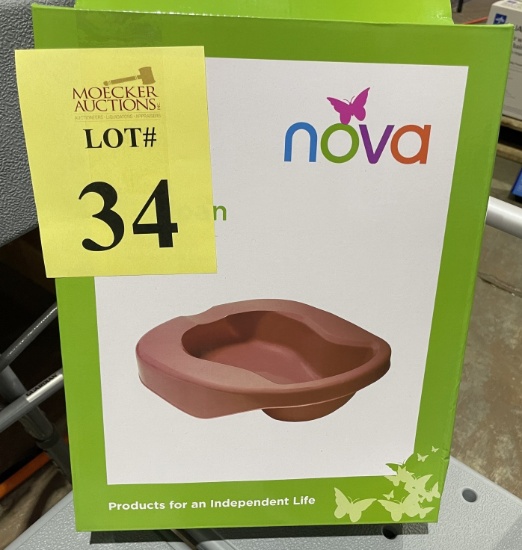 MOECKER
AUCTIONS
LOT#
34
nova
Products for an Independent Life